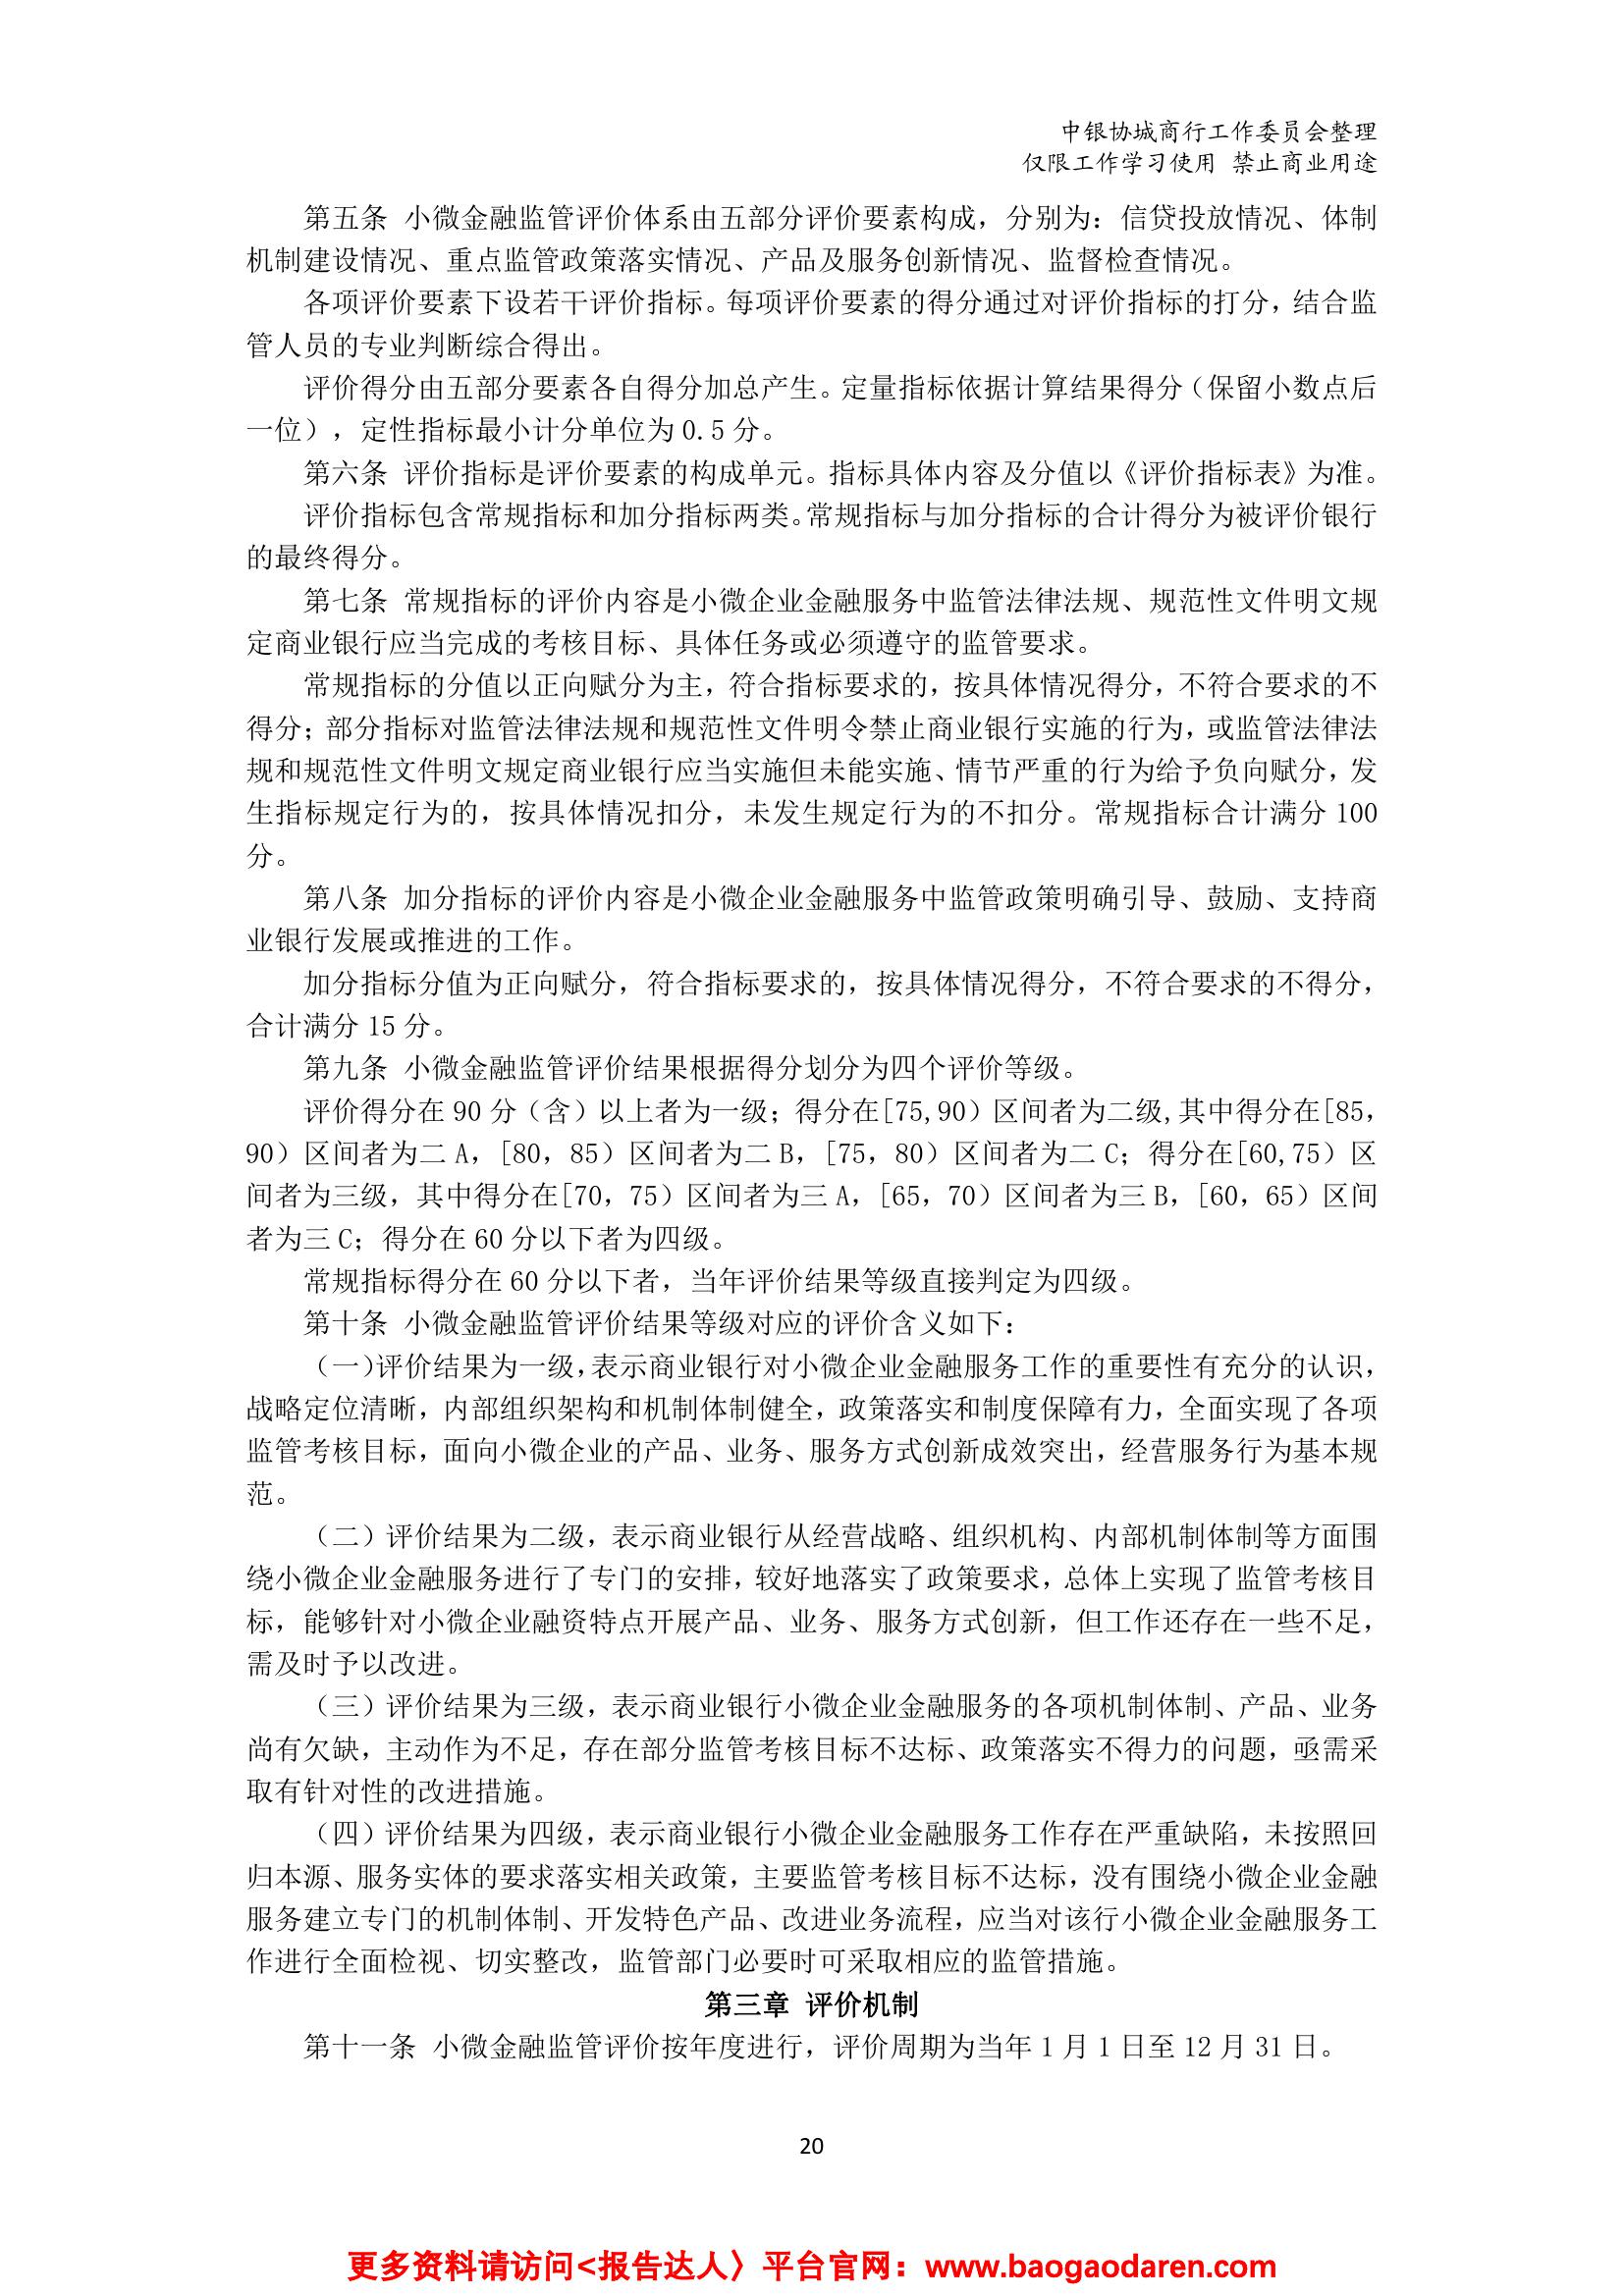 中银协城商行工作委员会整理
仅限工作学习使用 禁止商业用途
第五条 小微金融监管评价体系由五部分评价要素构成，分别为：信贷投放情况、体制
机制建设情况、重点监管政策落实情况、产品及服务创新情况、监督检查情况。
各项评价要素下设若干评价指标。每项评价要素的得分通过对评价指标的打分，结合监
管人员的专业判断综合得出。
评价得分由五部分要素各自得分加总产生。定量指标依据计算结果得分（保留小数点后
一位），定性指标最小计分单位为 0.5 分。
第六条 评价指标是评价要素的构成单元。指标具体内容及分值以《评价指标表》为准。
评价指标包含常规指标和加分指标两类。常规指标与加分指标的合计得分为被评价银行
的最终得分。
第七条 常规指标的评价内容是小微企业金融服务中监管法律法规、规范性文件明文规
定商业银行应当完成的考核目标、具体任务或必须遵守的监管要求。
常规指标的分值以正向赋分为主，符合指标要求的，按具体情况得分，不符合要求的不
得分；部分指标对监管法律法规和规范性文件明令禁止商业银行实施的行为，或监管法律法
规和规范性文件明文规定商业银行应当实施但未能实施、情节严重的行为给予负向赋分，发
生指标规定行为的，按具体情况扣分，未发生规定行为的不扣分。常规指标合计满分 100
分。
第八条 加分指标的评价内容是小微企业金融服务中监管政策明确引导、鼓励、支持商
业银行发展或推进的工作。
加分指标分值为正向赋分，符合指标要求的，按具体情况得分，不符合要求的不得分，
合计满分 15 分。
第九条 小微金融监管评价结果根据得分划分为四个评价等级。
评价得分在 90 分（含）以上者为一级；得分在[75,90）区间者为二级,其中得分在[85，
90）区间者为二 A，[80，85）区间者为二 B，[75，80）区间者为二 C；得分在[60,75）区
间者为三级，其中得分在[70，75）区间者为三 A，[65，70）区间者为三 B，[60，65）区间
者为三 C；得分在 60 分以下者为四级。
常规指标得分在 60 分以下者，当年评价结果等级直接判定为四级。
第十条 小微金融监管评价结果等级对应的评价含义如下：
（一）评价结果为一级，表示商业银行对小微企业金融服务工作的重要性有充分的认识，
战略定位清晰，内部组织架构和机制体制健全，政策落实和制度保障有力，全面实现了各项
监管考核目标，面向小微企业的产品、业务、服务方式创新成效突出，经营服务行为基本规
范。
（二）评价结果为二级，表示商业银行从经营战略、组织机构、内部机制体制等方面围
绕小微企业金融服务进行了专门的安排，较好地落实了政策要求，总体上实现了监管考核目
标，能够针对小微企业融资特点开展产品、业务、服务方式创新，但工作还存在一些不足，
需及时予以改进。
（三）评价结果为三级，表示商业银行小微企业金融服务的各项机制体制、产品、业务
尚有欠缺，主动作为不足，存在部分监管考核目标不达标、政策落实不得力的问题，亟需采
取有针对性的改进措施。
（四）评价结果为四级，表示商业银行小微企业金融服务工作存在严重缺陷，未按照回
归本源、服务实体的要求落实相关政策，主要监管考核目标不达标，没有围绕小微企业金融
服务建立专门的机制体制、开发特色产品、改进业务流程，应当对该行小微企业金融服务工
作进行全面检视、切实整改，监管部门必要时可采取相应的监管措施。
第三章 评价机制
第十一条 小微金融监管评价按年度进行，评价周期为当年 1 月 1 日至 12 月 31 日。
20
更多资料请访问<报告达人〉平台官网：www.baogaodaren.com